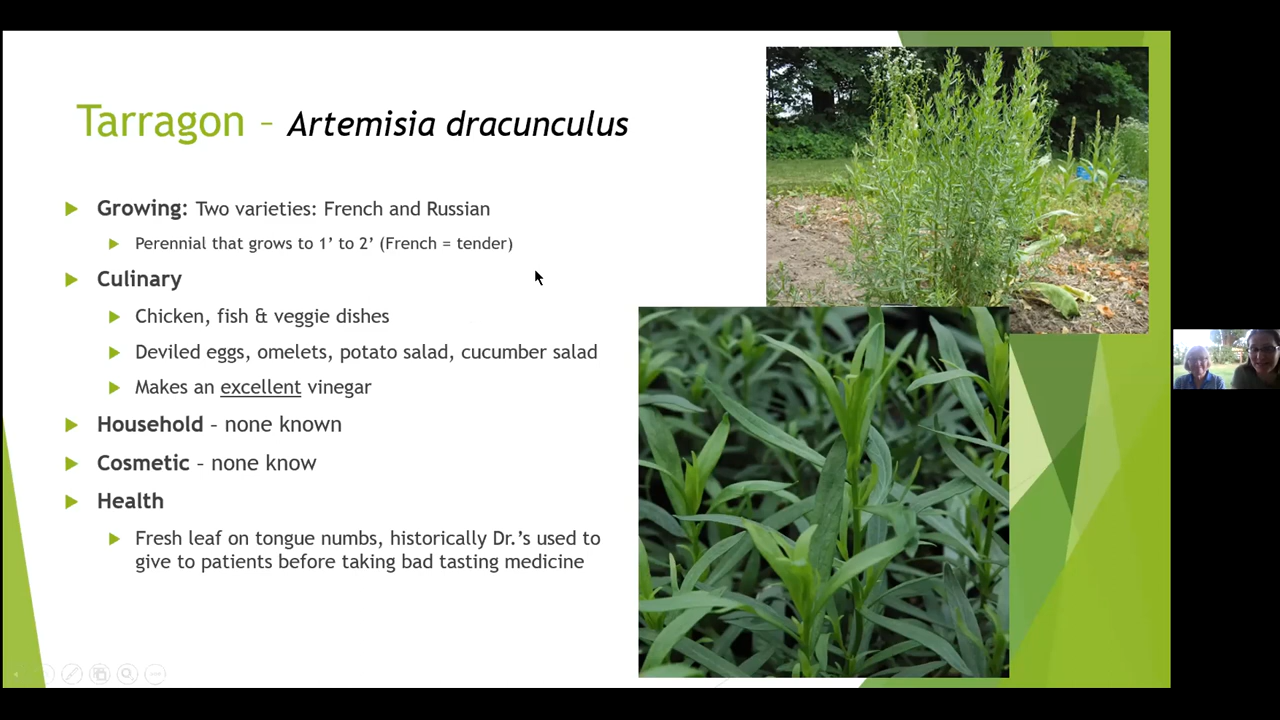 Tarragon – Artemisia dracunculus
Growing: Two varieties: French and Russian
Perennial that grows to 1’ to 2’ (French = tender)
Culinary
Chicken, fish & veggie dishes
Deviled eggs, omelets, potato salad, cucumber salad
Makes an excellent vinegar
Household – none known
Cosmetic – none know
Health
Fresh leaf on tongue numbs, historically Dr.’s used to
give to patients before taking bad tasting medicine